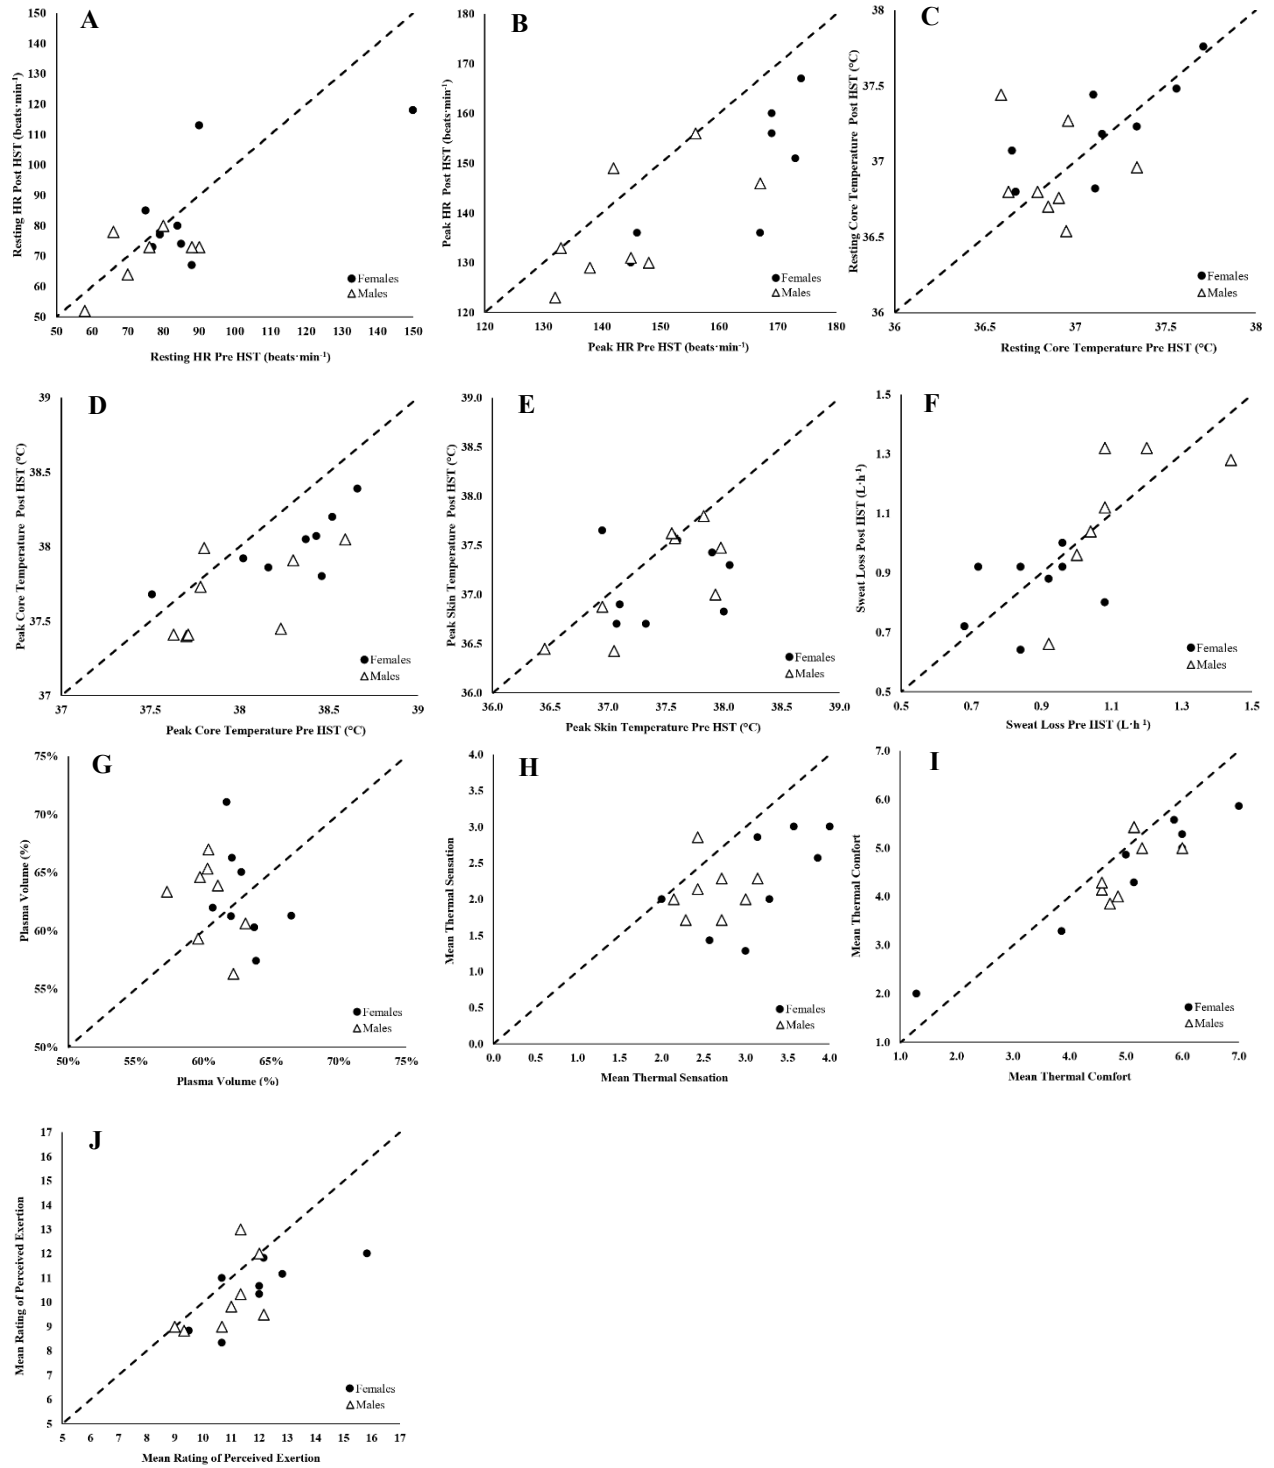 A
150
140
130
120
110
100
90
80
70
60
50
50 60 70 80 90 100 110 120 130 140 150
Resting HR Post HST (beats·min⁻¹)
Resting HR Pre HST (beats·min⁻¹)
Females
Males
B
180
170
160
150
140
130
120
120 130 140 150 160 170 180
Peak HR Post HST (beats·min⁻¹)
Peak HR Pre HST (beats·min⁻¹)
Females
Males
C
38
37.5
37
36.5
36
36 36.5 37 37.5 38
Resting Core Temperature Post HST (°C)
Resting Core Temperature Pre HST (°C)
Females
Males
D
39
38.5
38
37.5
37
37 37.5 38 38.5 39
Peak Core Temperature Post HST (°C)
Peak Core Temperature Pre HST (°C)
Females
Males
E
39.0
38.5
38.0
37.5
37.0
36.5
36.0
36.0 36.5 37.0 37.5 38.0 38.5 39.0
Peak Skin Temperature Post HST (°C)
Peak Skin Temperature Pre HST (°C)
Females
Males
F
1.5
1.3
1.1
0.9
0.7
0.5
0.5 0.7 0.9 1.1 1.3 1.5
Sweat Loss Post HST (L·h⁻¹)
Sweat Loss Pre HST (L·h⁻¹)
Females
Males
G
75%
70%
65%
60%
55%
50%
50% 55% 60% 65% 70% 75%
Plasma Volume (%)
Plasma Volume (%)
Females
Males
H
4.0
3.5
3.0
2.5
2.0
1.5
1.0
0.5
0.0
0.0 0.5 1.0 1.5 2.0 2.5 3.0 3.5 4.0
Mean Thermal Sensation
Mean Thermal Sensation
Females
Males
I
7.0
6.0
5.0
4.0
3.0
2.0
1.0
1.0 2.0 3.0 4.0 5.0 6.0 7.0
Mean Thermal Comfort
Mean Thermal Comfort
Females
Males
J
17
16
15
14
13
12
11
10
9
8
7
6
5
5 6 7 8 9 10 11 12 13 14 15 16 17
Mean Rating of Perceived Exertion
Mean Rating of Perceived Exertion
Females
Males